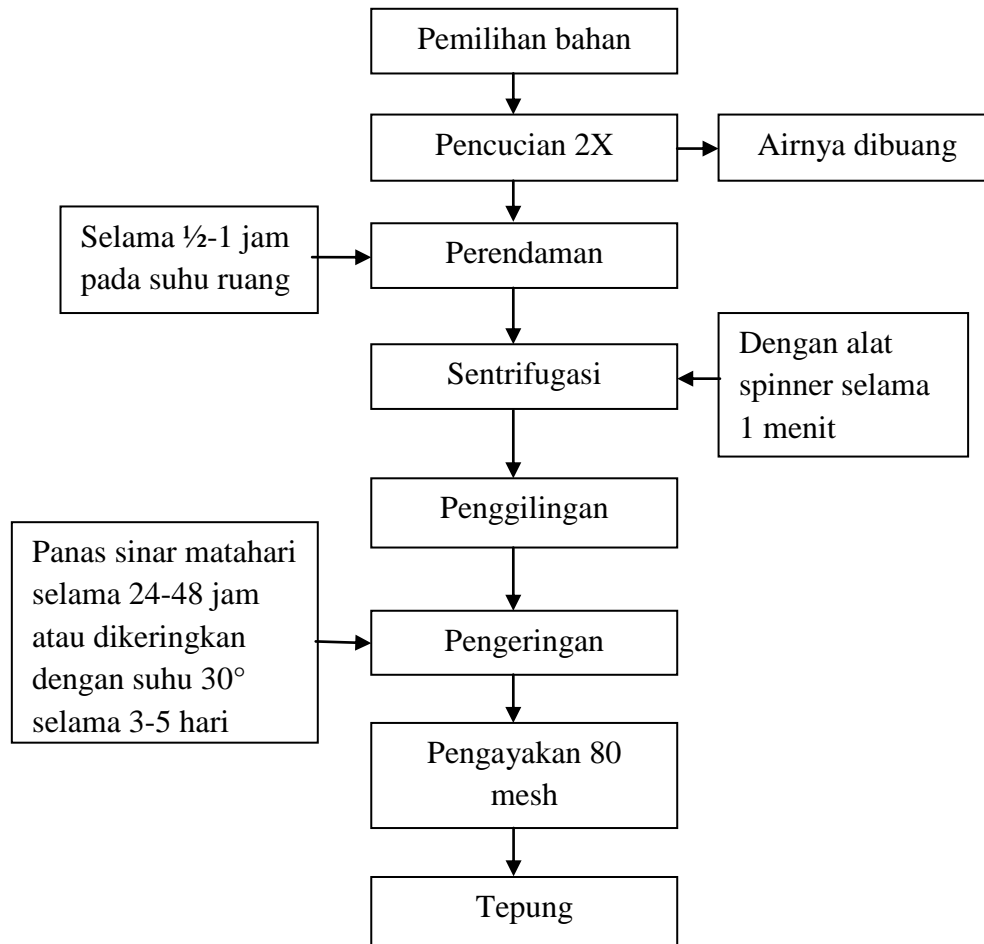 Pemilihan bahan
Pencucian 2X
Airnya dibuang
Selama ½-1 jam
pada suhu ruang
Perendaman
Sentrifugasi
Dengan alat
spinner selama
1 menit
Penggilingan
Panas sinar matahari
selama 24-48 jam
atau dikeringkan
dengan suhu 30°
selama 3-5 hari
Pengeringan
Pengayakan 80
mesh
Tepung